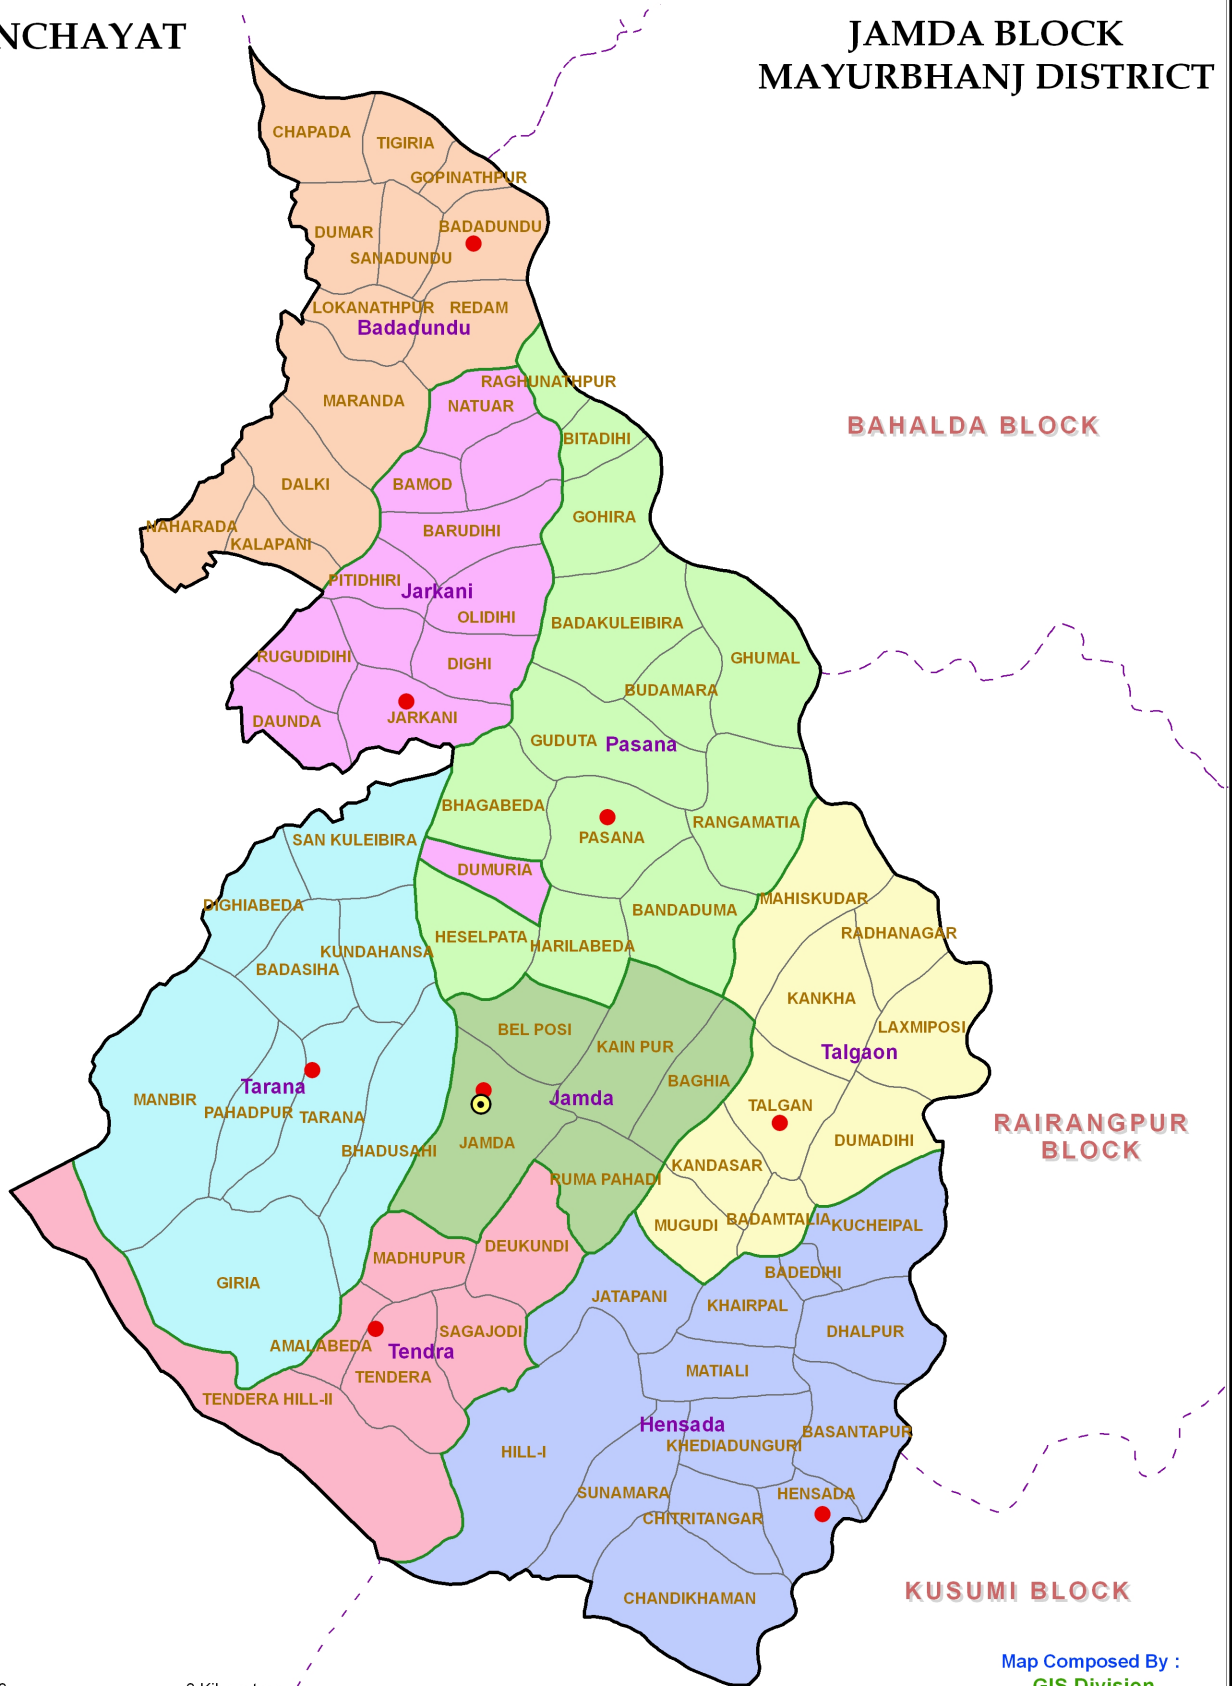 NCHAYAT
JAMDA BLOCK
MAYURBHANJ DISTRICT
CHAPADA
TIGIRIA
GOPINATHPUR
BADADUNDU
DUMAR
SANADUNDU
LOKANATHPUR
REDAM
Badadundu
RAGHUNATHPUR
MARANDA
NATUAR
BAHALDA BLOCK
BITADIHI
DALKI
BAMOD
GOHIRA
NAHARADA
BARUDIHI
KALAPANI
PITIDHIRI
Jarkani
OLIDIHI
BADAKULEIBIRA
RUGUDIDIHI
DIGHI
GHUMAL
BUDAMARA
DAUNDA
JARKANI
GUDUTA
Pasana
BHAGABEDA
RANGAMATIA
SAN KULEIBIRA
PASANA
DUMURIA
MAHISKUDAR
DIGHIABEDA
BANDADUMA
HESELPATA
RADHANAGAR
HARILABEDA
KUNDAHANSA
BADASIHA
KANKHA
BEL POSI
LAXMIPOSI
KAIN PUR
Talgaon
BAGHIA
Tarana
MANBIR
Jamda
TALGAN
PAHADPUR
TARANA
RAIRANGPUR
BLOCK
JAMDA
DUMADIHI
BHADUSAHI
KANDASAR
PUMA PAHADI
MUGUDI
BADAMTALIA
KUCHEIPAL
DEUKUNDI
MADHUPUR
BADEDIHI
GIRIA
JATAPANI
KHAIRPAL
SAGAJODI
DHALPUR
AMALABEDA
Tendra
MATIALI
TENDERA
TENDERA HILL-II
Hensada
BASANTAPUR
KHEDIADUNGURI
HILL-I
SUNAMARA
HENSADA
CHITRITANGAR
KUSUMI BLOCK
CHANDIKHAMAN
Map Composed By :
GIS Division